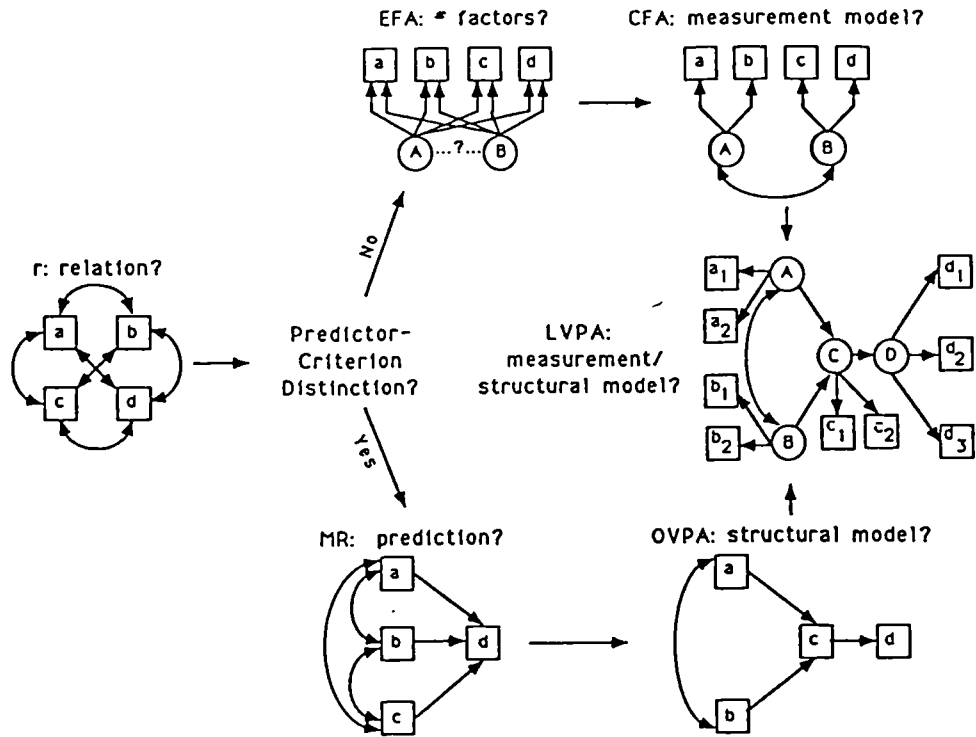 EFA: # factors?
a b c d
A ...?... B
CFA: measurement model?
a b c d
A B
No
r: relation?
a b
c d
Predictor-
Criterion
Distinction?
Yes
LVPA:
measurement/
structural model?
a1
a2
A
b1
b2
B
C
c1
c2
D
d1
d2
d3
MR: prediction?
a
b
c
d
OVPA: structural model?
a
b
c
d